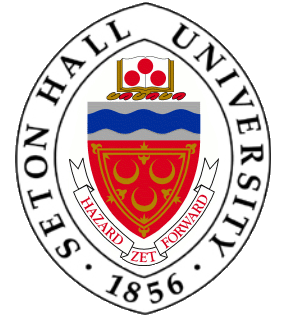 SETON HALL UNIVERSITY
HAZARD ZET FORWARD
· 1856 ·